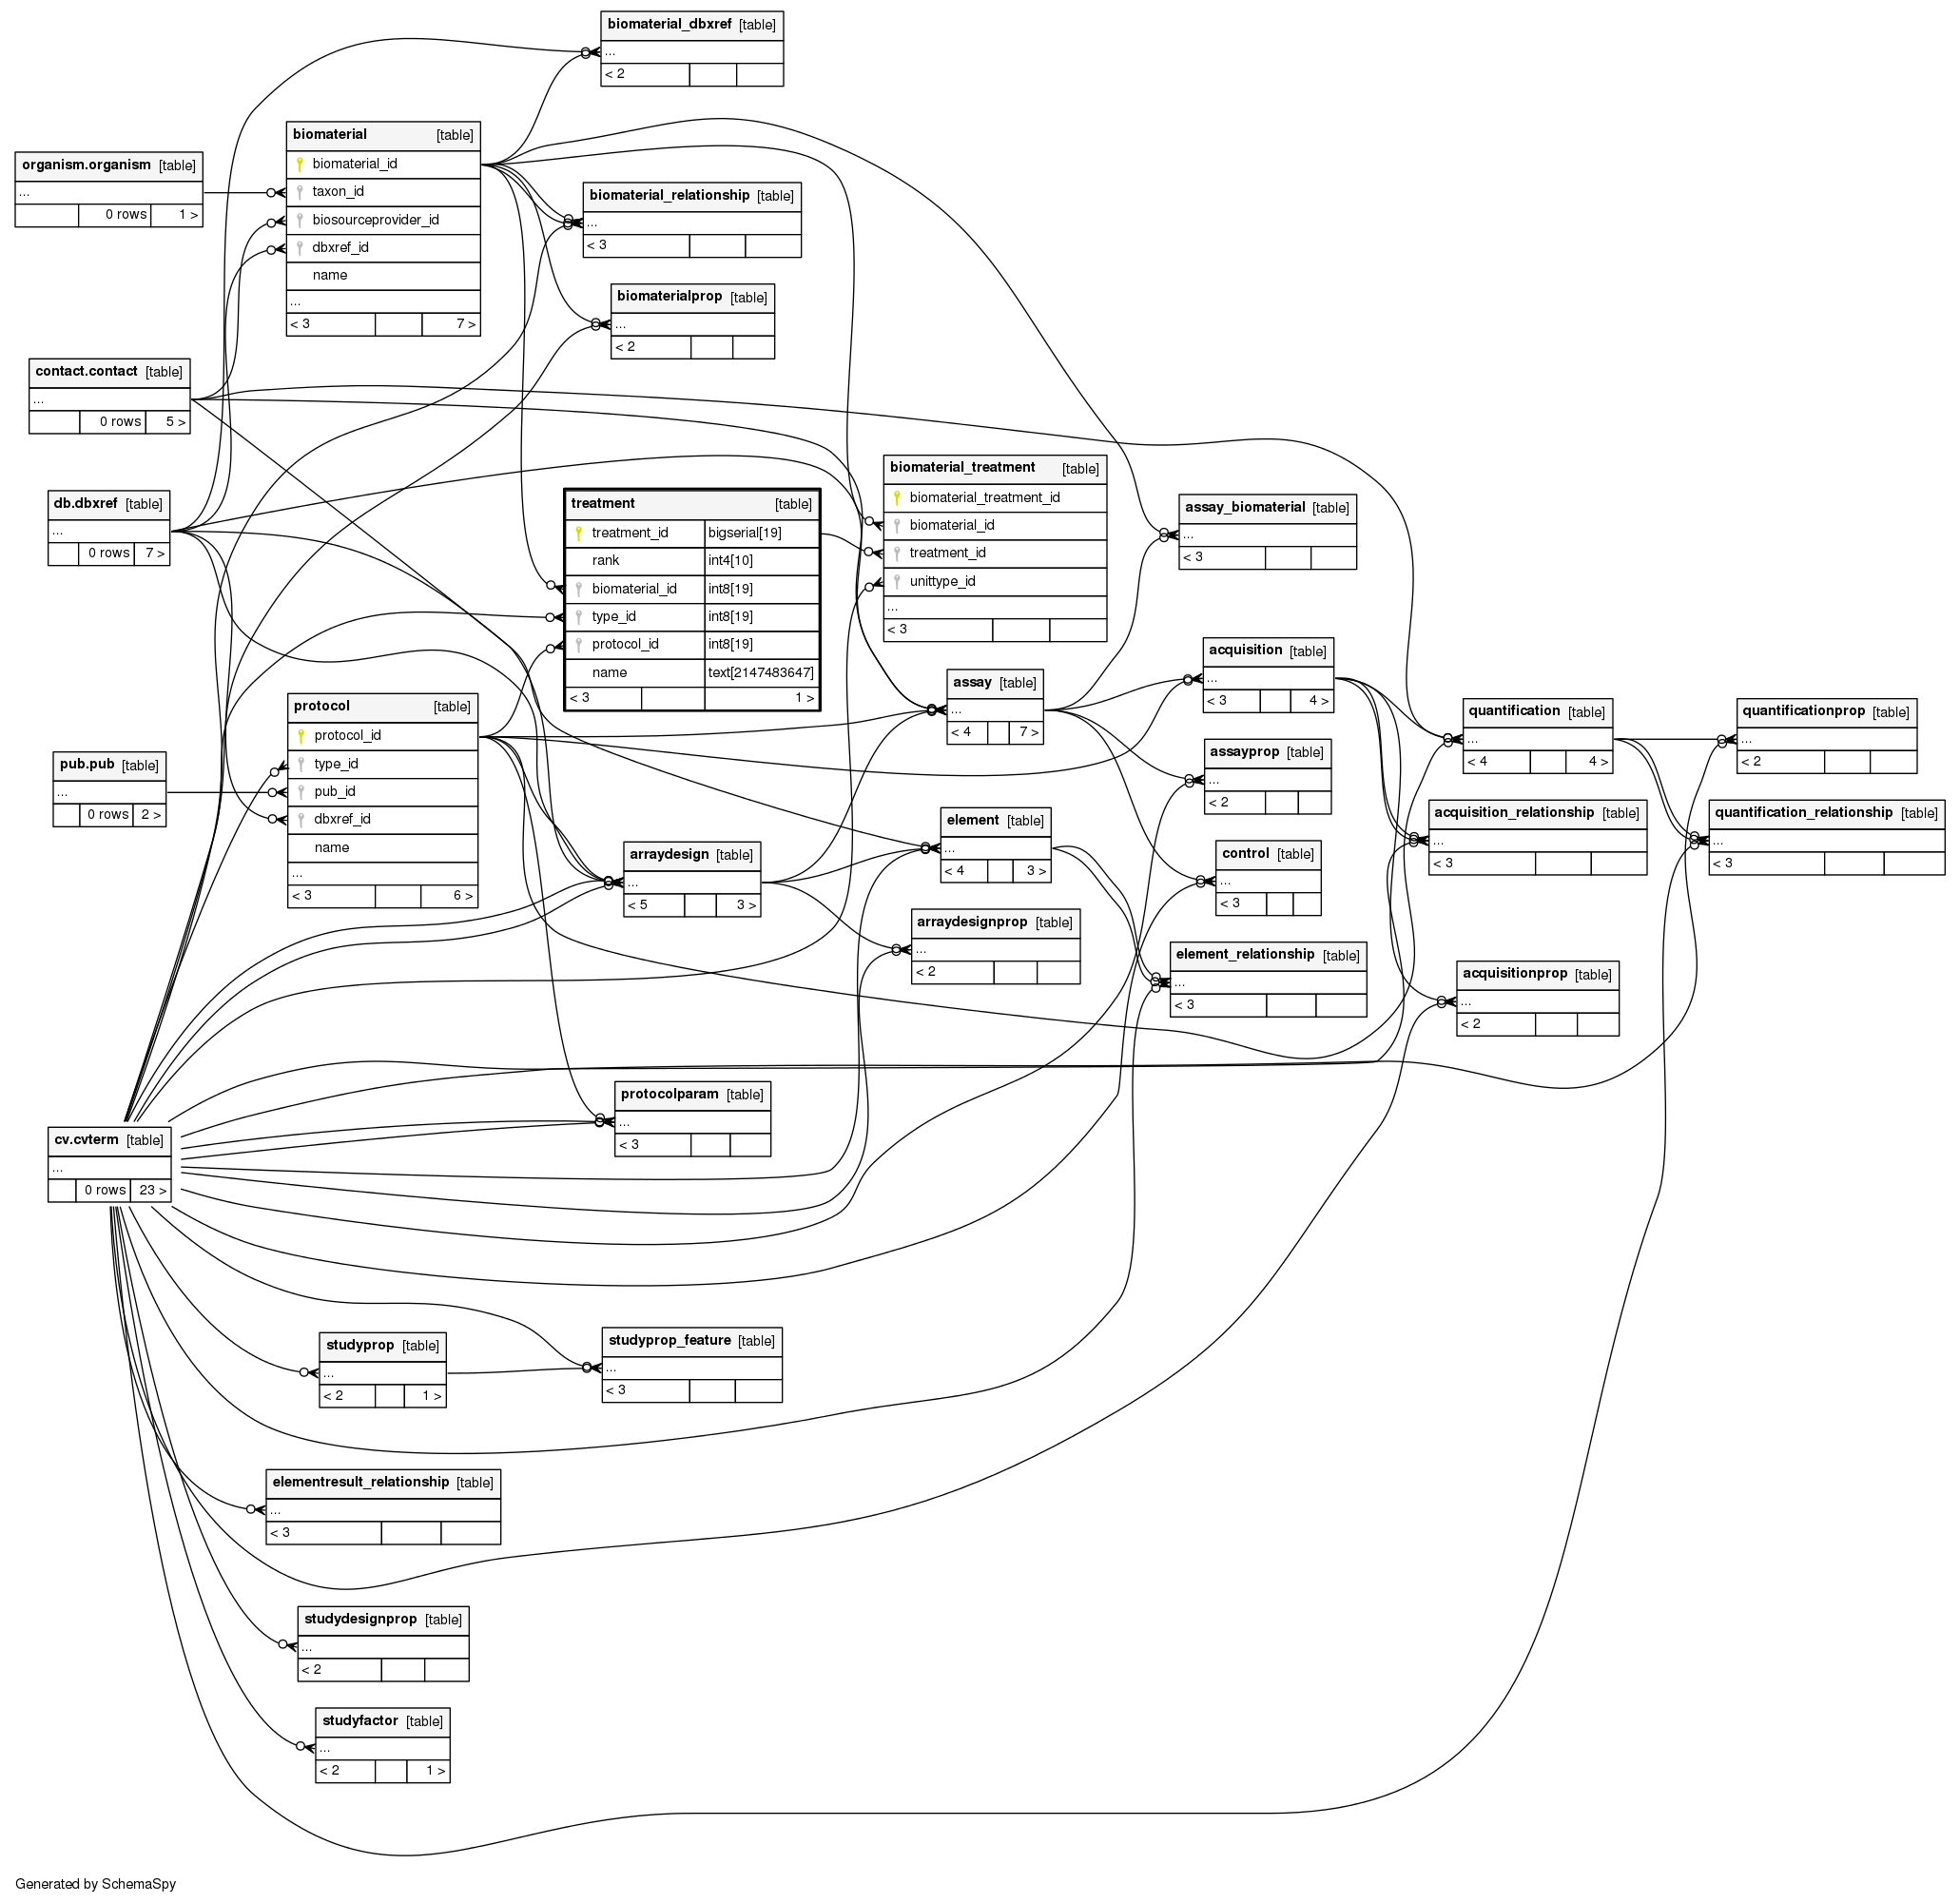 biomaterial_dbxref [table]
...
< 2
biomaterial [table]
biomaterial_id
taxon_id
biosourceprovider_id
dbxref_id
name
...
< 3 7 >
organism.organism [table]
...
0 rows 1 >
biomaterial_relationship [table]
...
< 3
biomaterialprop [table]
...
< 2
contact.contact [table]
...
0 rows 5 >
db.dbxref [table]
...
0 rows 7 >
treatment [table]
treatment_id bigserial[19]
rank int4[10]
biomaterial_id int8[19]
type_id int8[19]
protocol_id int8[19]
name text[2147483647]
< 3 1 >
biomaterial_treatment [table]
biomaterial_treatment_id
biomaterial_id
treatment_id
unittype_id
...
< 3
assay_biomaterial [table]
...
< 3
acquisition [table]
...
< 3 4 >
assay [table]
...
< 4 7 >
quantification [table]
...
< 4 4 >
quantificationprop [table]
...
< 2
assayprop [table]
...
< 2
protocol [table]
protocol_id
type_id
pub_id
dbxref_id
name
...
< 3 6 >
pub.pub [table]
...
0 rows 2 >
acquisition_relationship [table]
...
< 3
quantification_relationship [table]
...
< 3
element [table]
...
< 4 3 >
control [table]
...
< 3
arraydesign [table]
...
< 5 3 >
arraydesignprop [table]
...
< 2
element_relationship [table]
...
< 3
acquisitionprop [table]
...
< 2
protocolparam [table]
...
< 3
cv.cvterm [table]
...
0 rows 23 >
studyprop [table]
...
< 2 1 >
studyprop_feature [table]
...
< 3
elementresult_relationship [table]
...
< 3
studydesignprop [table]
...
< 2
studyfactor [table]
...
< 2 1 >
Generated by SchemaSpy